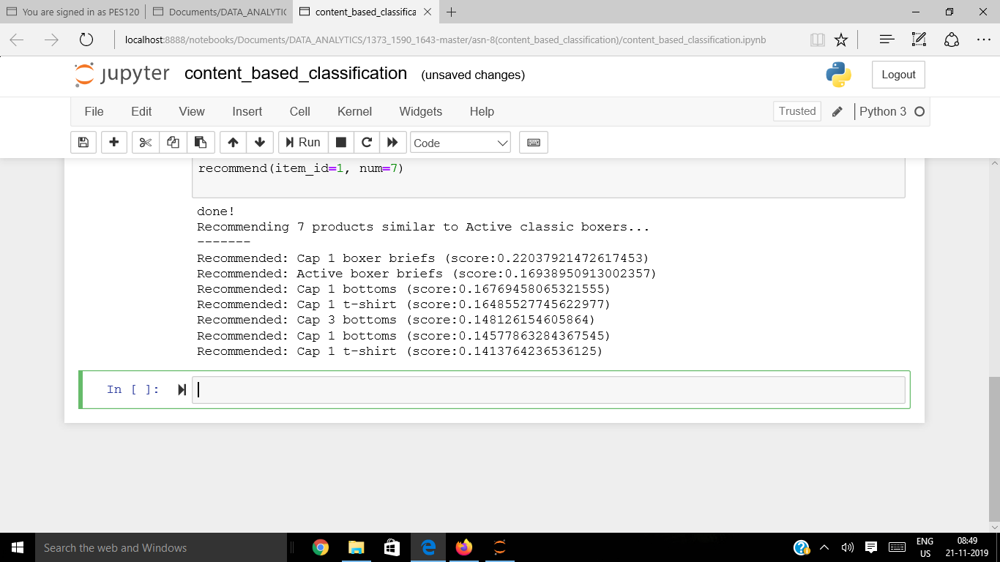 You are signed in as PES120
Documents/DATA_ANALYTIC
content_based_classifica
localhost:8888/notebooks/Documents/DATA_ANALYTICS/1373_1590_1643-master/asn-8(content_based_classification)/content_based_classification.ipynb
jupyter content_based_classification (unsaved changes)
Logout
File Edit View Insert Cell Kernel Widgets Help
Trusted Python 3
Run Code
recommend(item_id=1, num=7)
done!
Recommending 7 products similar to Active classic boxers...
-------
Recommended: Cap 1 boxer briefs (score:0.22037921472617453)
Recommended: Active boxer briefs (score:0.16938950913002357)
Recommended: Cap 1 bottoms (score:0.16769458065321555)
Recommended: Cap 1 t-shirt (score:0.16485527745622977)
Recommended: Cap 3 bottoms (score:0.148126154605864)
Recommended: Cap 1 bottoms (score:0.14577863284367545)
Recommended: Cap 1 t-shirt (score:0.1413764236536125)
In [ ]:
Search the web and Windows
ENG
US
08:49
21-11-2019